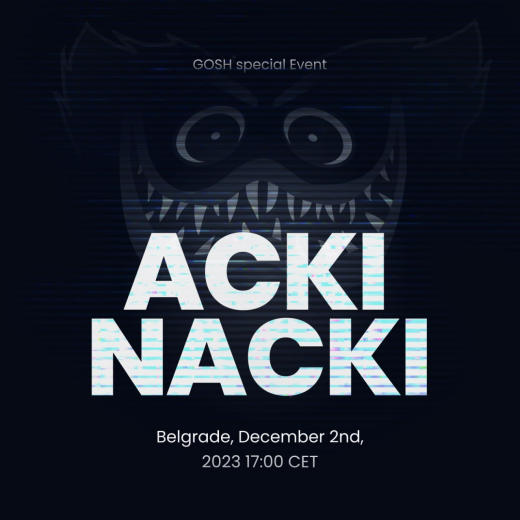 GOSH special Event
ACKI
NACKI
Belgrade, December 2nd,
2023 17:00 CET